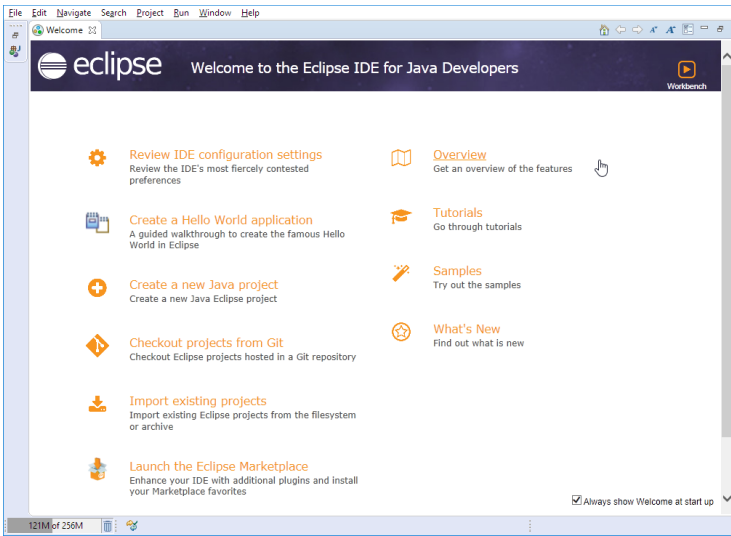 File Edit Navigate Search Project Run Window Help
Welcome
eclipse Welcome to the Eclipse IDE for Java Developers
Workbench
Review IDE configuration settings
Review the IDE's most fiercely contested
preferences
Create a Hello World application
A guided walkthrough to create the famous Hello
World in Eclipse
Create a new Java project
Create a new Java Eclipse project
Checkout projects from Git
Checkout Eclipse projects hosted in a Git repository
Import existing projects
Import existing Eclipse projects from the filesystem
or archive
Launch the Eclipse Marketplace
Enhance your IDE with additional plugins and install
your Marketplace favorites
Overview
Get an overview of the features
Tutorials
Go through tutorials
Samples
Try out the samples
What's New
Find out what is new
Always show Welcome at start up
121M of 256M